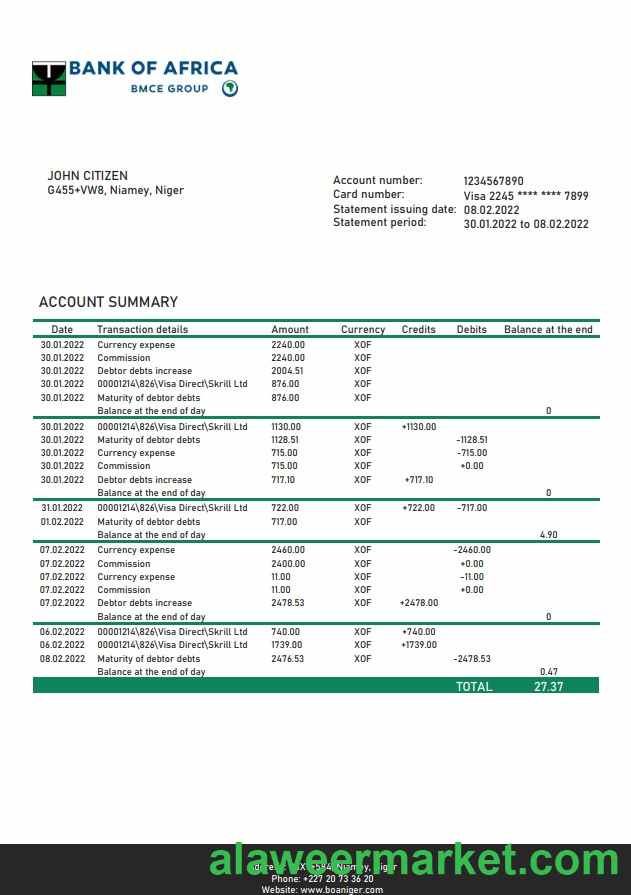 BANK OF AFRICA
BMCE GROUP
JOHN CITIZEN
G455+VW8, Niamey, Niger
Account number: 1234567890
Card number: Visa 2245 **** **** 7899
Statement issuing date: 08.02.2022
Statement period: 30.01.2022 to 08.02.2022
ACCOUNT SUMMARY
Date Transaction details Amount Currency Credits Debits Balance at the end
30.01.2022 Currency expense 2240.00 XOF
30.01.2022 Commission 2240.00 XOF
30.01.2022 Debtor debts increase 2004.51 XOF
30.01.2022 00001214\826\Visa Direct\Skrill Ltd 876.00 XOF
30.01.2022 Maturity of debtor debts 876.00 XOF
Balance at the end of day 0
30.01.2022 00001214\826\Visa Direct\Skrill Ltd 1130.00 XOF +1130.00
30.01.2022 Maturity of debtor debts 1128.51 XOF -1128.51
30.01.2022 Currency expense 715.00 XOF -715.00
30.01.2022 Commission 715.00 XOF +0.00
30.01.2022 Debtor debts increase 717.10 XOF +717.10
Balance at the end of day 0
31.01.2022 00001214\826\Visa Direct\Skrill Ltd 722.00 XOF +722.00 -717.00
01.02.2022 Maturity of debtor debts 717.00 XOF
Balance at the end of day 4.90
07.02.2022 Currency expense 2460.00 XOF -2460.00
07.02.2022 Commission 2400.00 XOF +0.00
07.02.2022 Currency expense 11.00 XOF -11.00
07.02.2022 Commission 11.00 XOF +0.00
07.02.2022 Debtor debts increase 2478.53 XOF +2478.00
Balance at the end of day 0
06.02.2022 00001214\826\Visa Direct\Skrill Ltd 740.00 XOF +740.00
06.02.2022 00001214\826\Visa Direct\Skrill Ltd 1739.00 XOF +1739.00
08.02.2022 Maturity of debtor debts 2476.53 XOF -2478.53
Balance at the end of day 0.47
TOTAL 27.37
alaweermarket.com
Niamey, Niger
Phone: +227 20 73 36 20
Website: www.boaniger.com